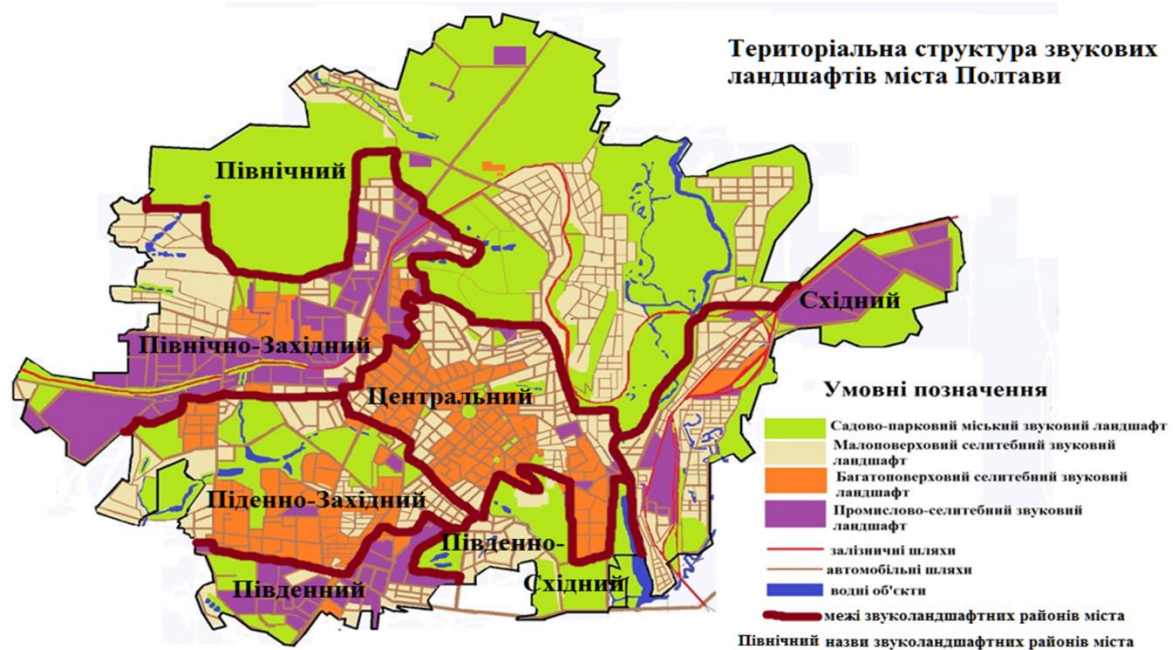 Територіальна структура звукових
ландшафтів міста Полтави
Північний
Східний
Північно-Західний
Центральний
Піденно-Західний
Південно-
Східний
Південний
Умовні позначення
Садово-парковий міський звуковий ландшафт
Малоповерховий селитебний звуковий
ландшафт
Багатоповерховий селитебний звуковий
ландшафт
Промислово-селитебний звуковий
ландшафт
залізничні шляхи
автомобільні шляхи
водні об'єкти
межі звуколандшафтних районів міста
Північний назви звуколандшафтних районів міста